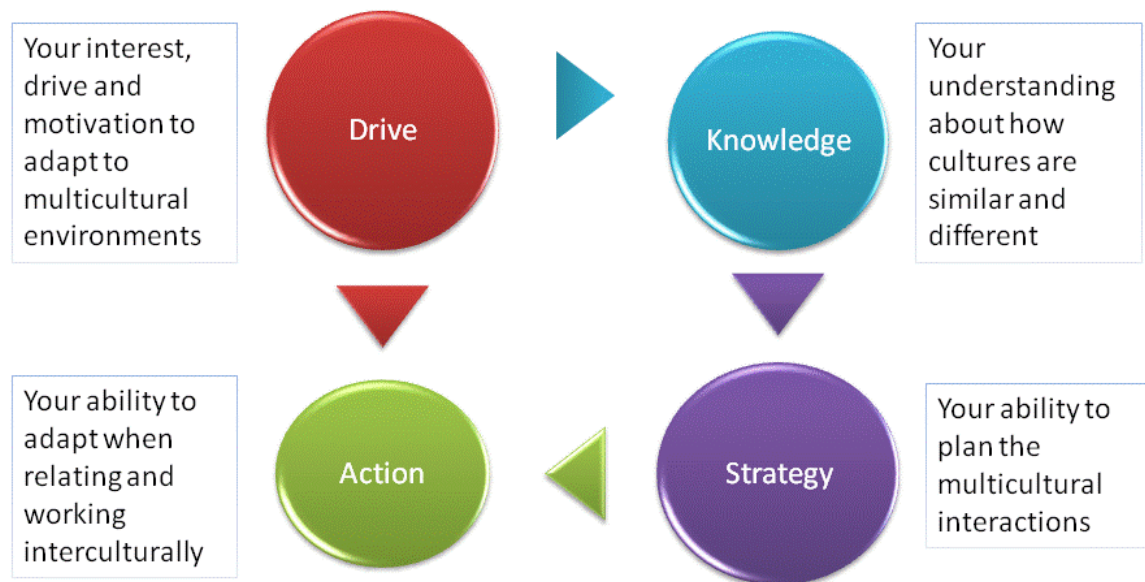 Your interest,
drive and
motivation to
adapt to
multicultural
environments
Drive
Knowledge
Your
understanding
about how
cultures are
similar and
different
Your ability to
adapt when
relating and
working
interculturally
Action
Strategy
Your ability to
plan the
multicultural
interactions